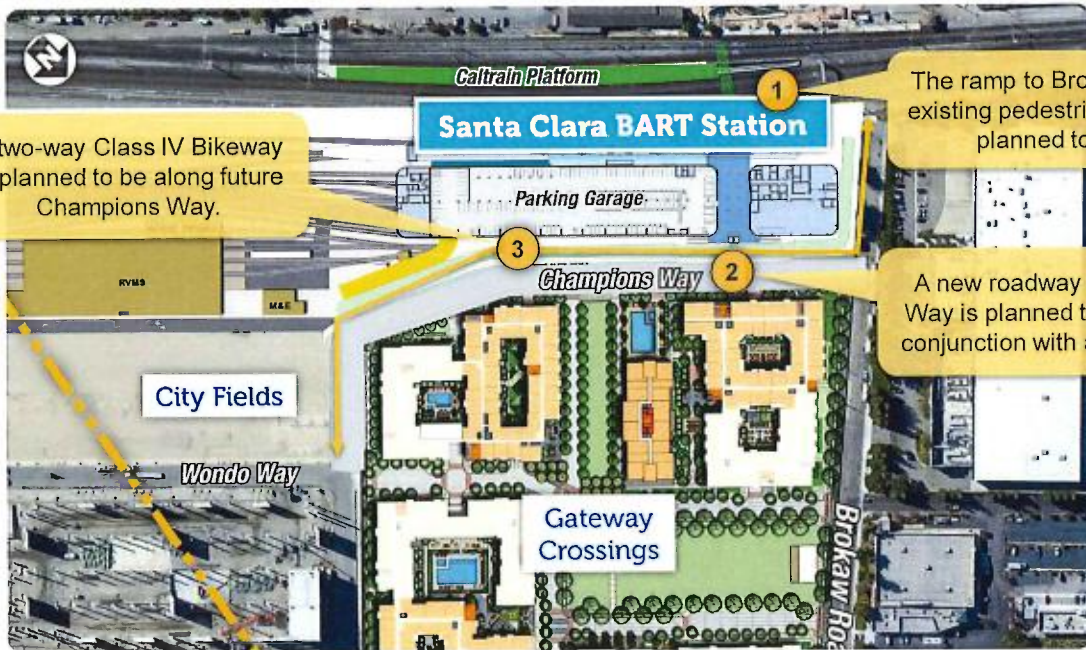 N
Caltrain Platform
1
The ramp to Bro
existing pedestri
planned to
Santa Clara BART Station
two-way Class IV Bikeway
planned to be along future
Champions Way.
Parking Garage
3
RVMS
M&E
Champions Way
2
A new roadway
Way is planned t
conjunction with a
City Fields
Wondo Way
Gateway
Crossings
Brokaw Roa